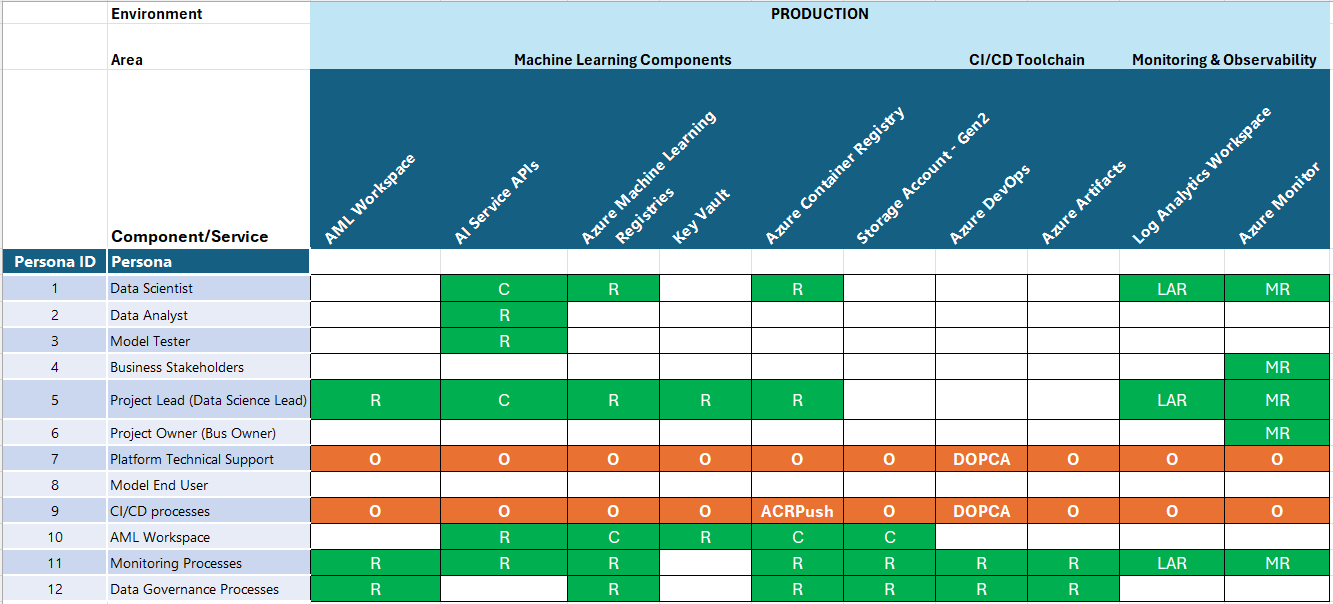 Environment PRODUCTION
Area Machine Learning Components CI/CD Toolchain Monitoring & Observability
Component/Service AML Workspace AI Service APIs Azure Machine Learning Registries Key Vault Azure Container Registry Storage Account - Gen2 Azure DevOps Azure Artifacts Log Analytics Workspace Azure Monitor
Persona ID Persona
1 Data Scientist C R R LAR MR
2 Data Analyst R
3 Model Tester R
4 Business Stakeholders MR
5 Project Lead (Data Science Lead) R C R R R LAR MR
6 Project Owner (Bus Owner) MR
7 Platform Technical Support O O O O O O DOPCA O O O
8 Model End User
9 CI/CD processes O O O O ACRPush O DOPCA O O O
10 AML Workspace R C R C C
11 Monitoring Processes R R R R R R R LAR MR
12 Data Governance Processes R R R R R R